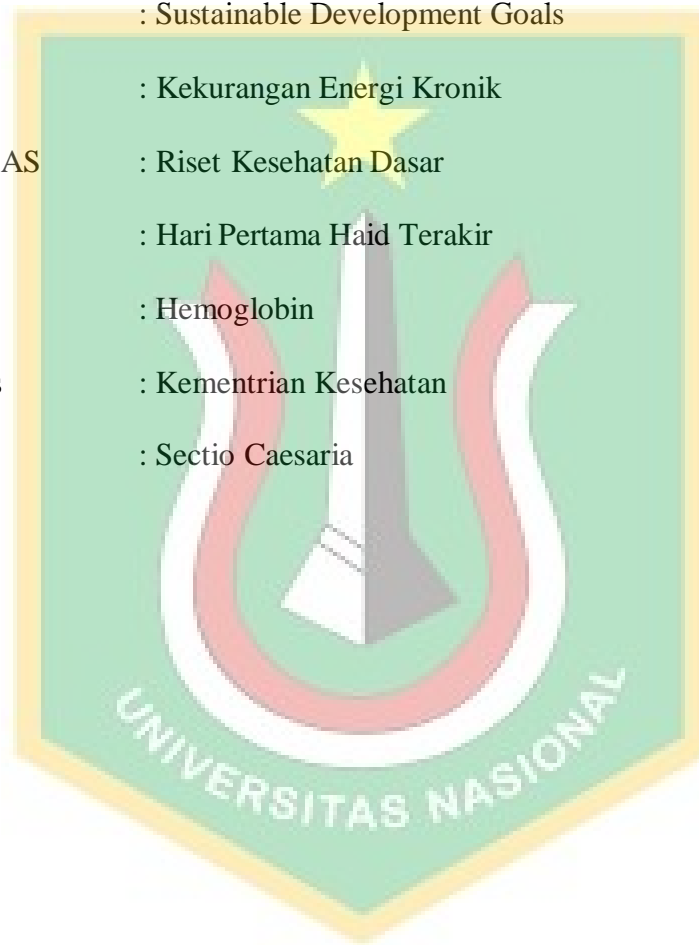 : Sustainable Development Goals
: Kekurangan Energi Kronik
AS : Riset Kesehatan Dasar
: Hari Pertama Haid Terakir
: Hemoglobin
s : Kementrian Kesehatan
: Sectio Caesaria
UNIVERSITAS NASIONAL